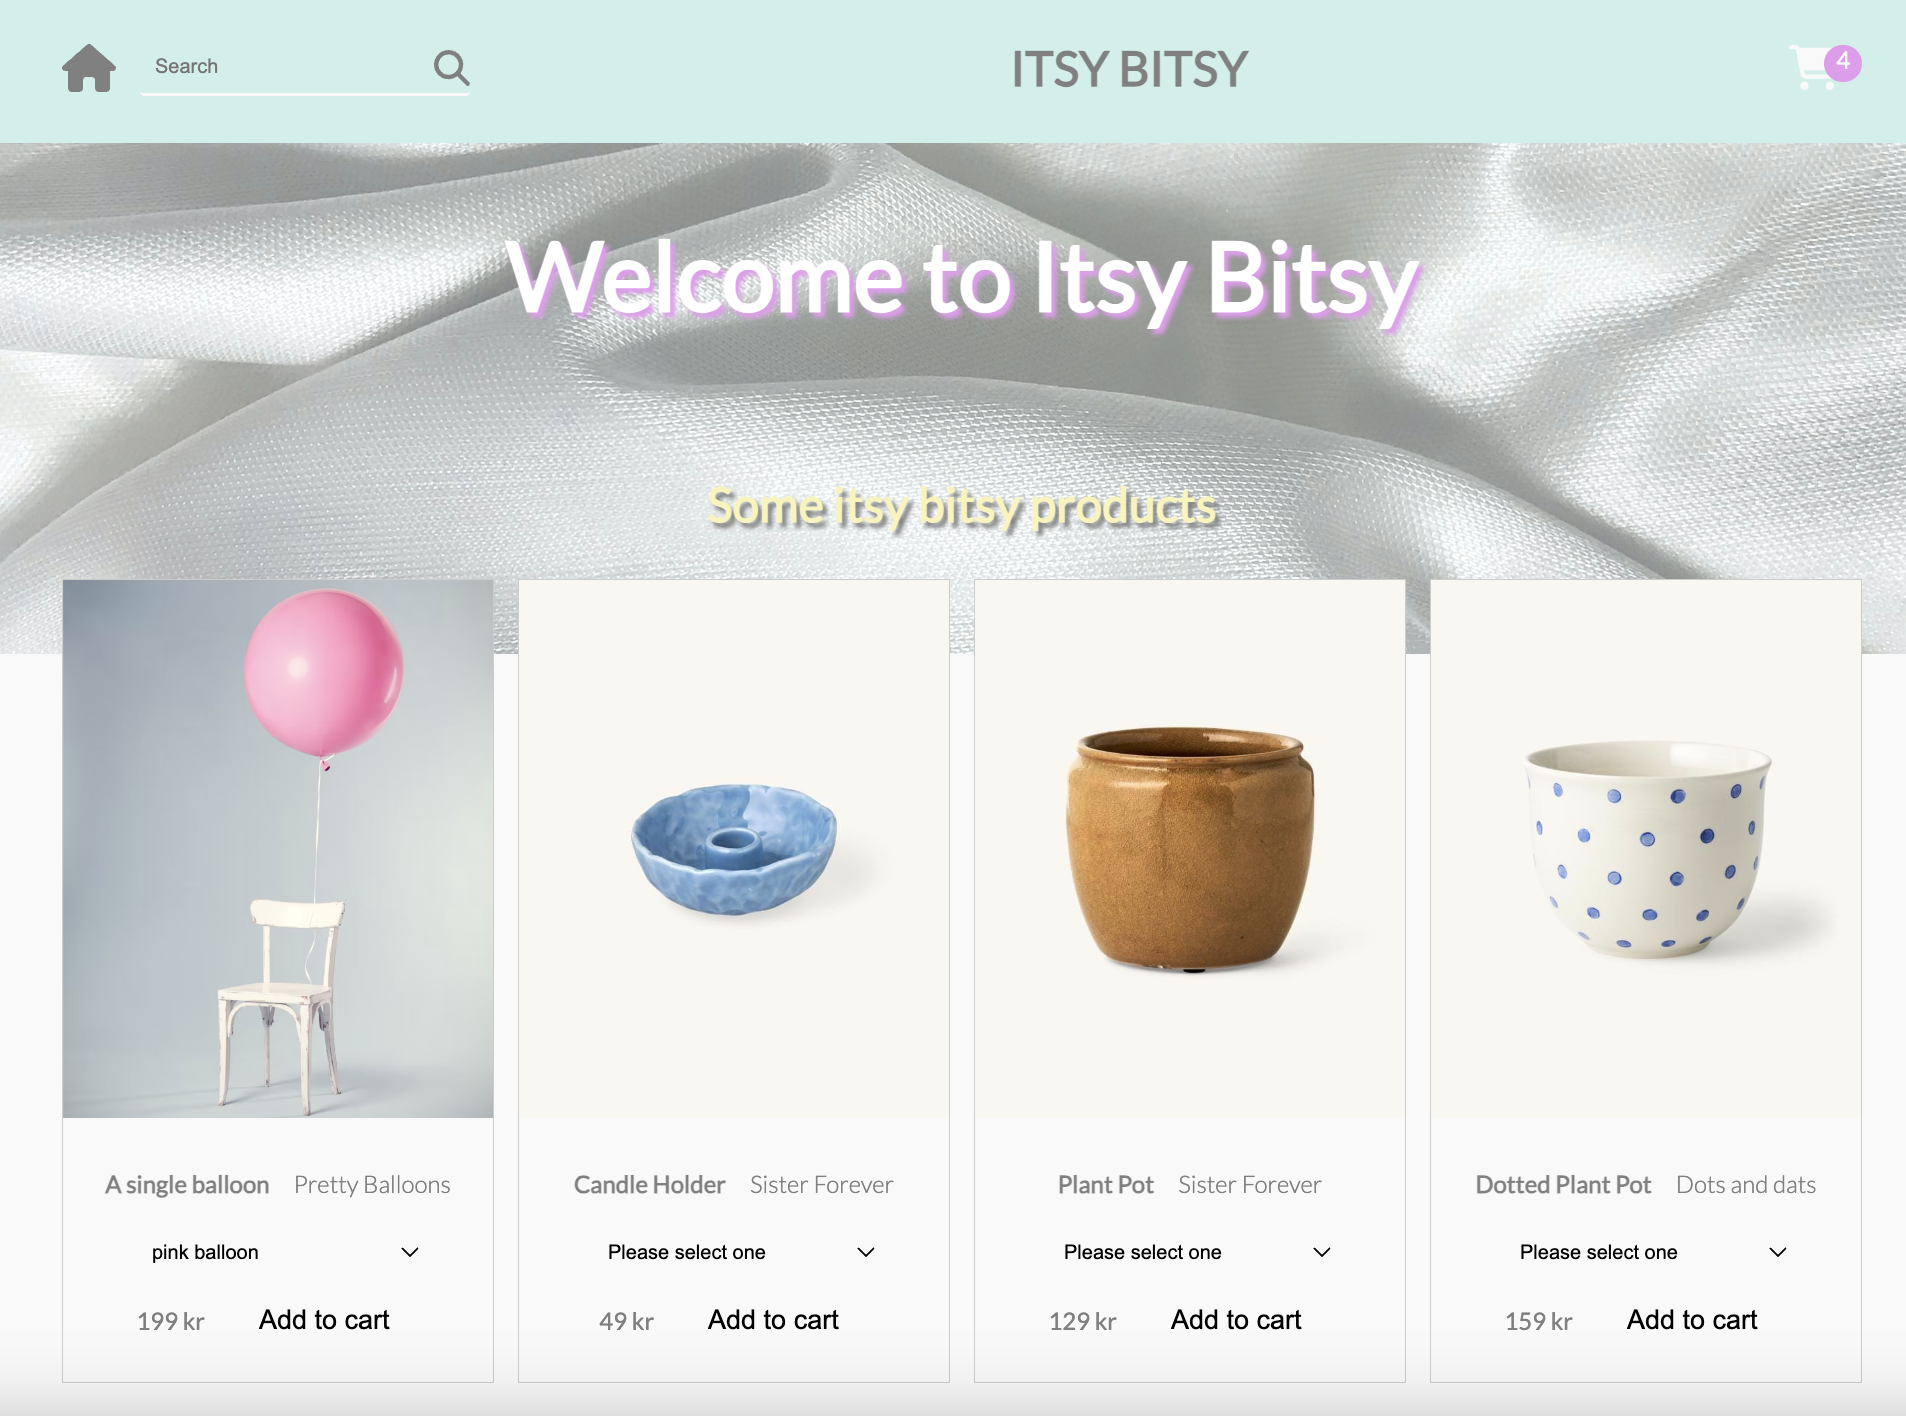 Search
ITSY BITSY
4
Welcome to Itsy Bitsy
Some itsy bitsy products
A single balloon Pretty Balloons
pink balloon
199 kr Add to cart
Candle Holder Sister Forever
Please select one
49 kr Add to cart
Plant Pot Sister Forever
Please select one
129 kr Add to cart
Dotted Plant Pot Dots and dats
Please select one
159 kr Add to cart